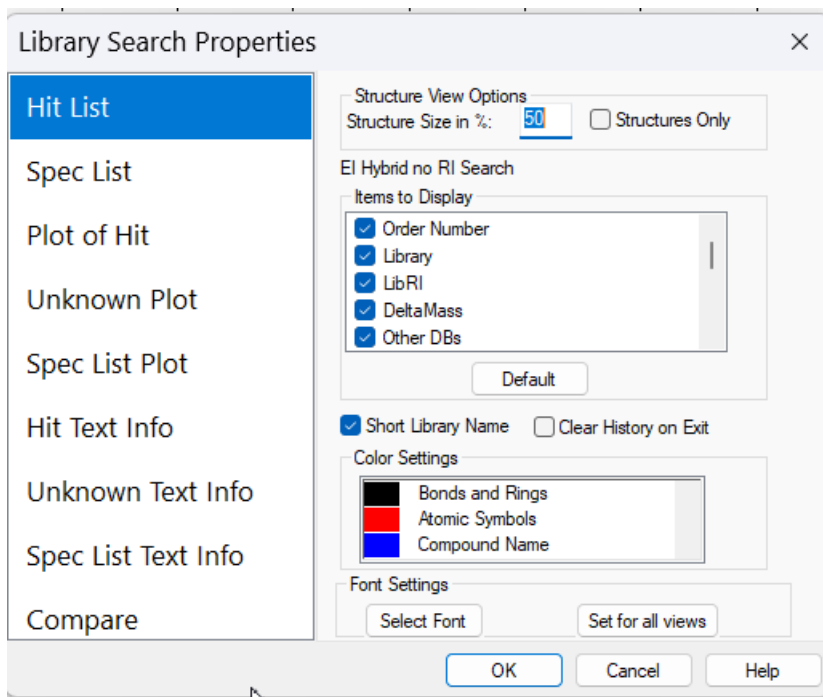 Library Search Properties
Hit List
Spec List
Plot of Hit
Unknown Plot
Spec List Plot
Hit Text Info
Unknown Text Info
Spec List Text Info
Compare
Structure View Options
Structure Size in %: 50 Structures Only
EI Hybrid no RI Search
Items to Display
Order Number
Library
LibRI
DeltaMass
Other DBs
Default
Short Library Name Clear History on Exit
Color Settings
Bonds and Rings
Atomic Symbols
Compound Name
Font Settings
Select Font Set for all views
OK Cancel Help